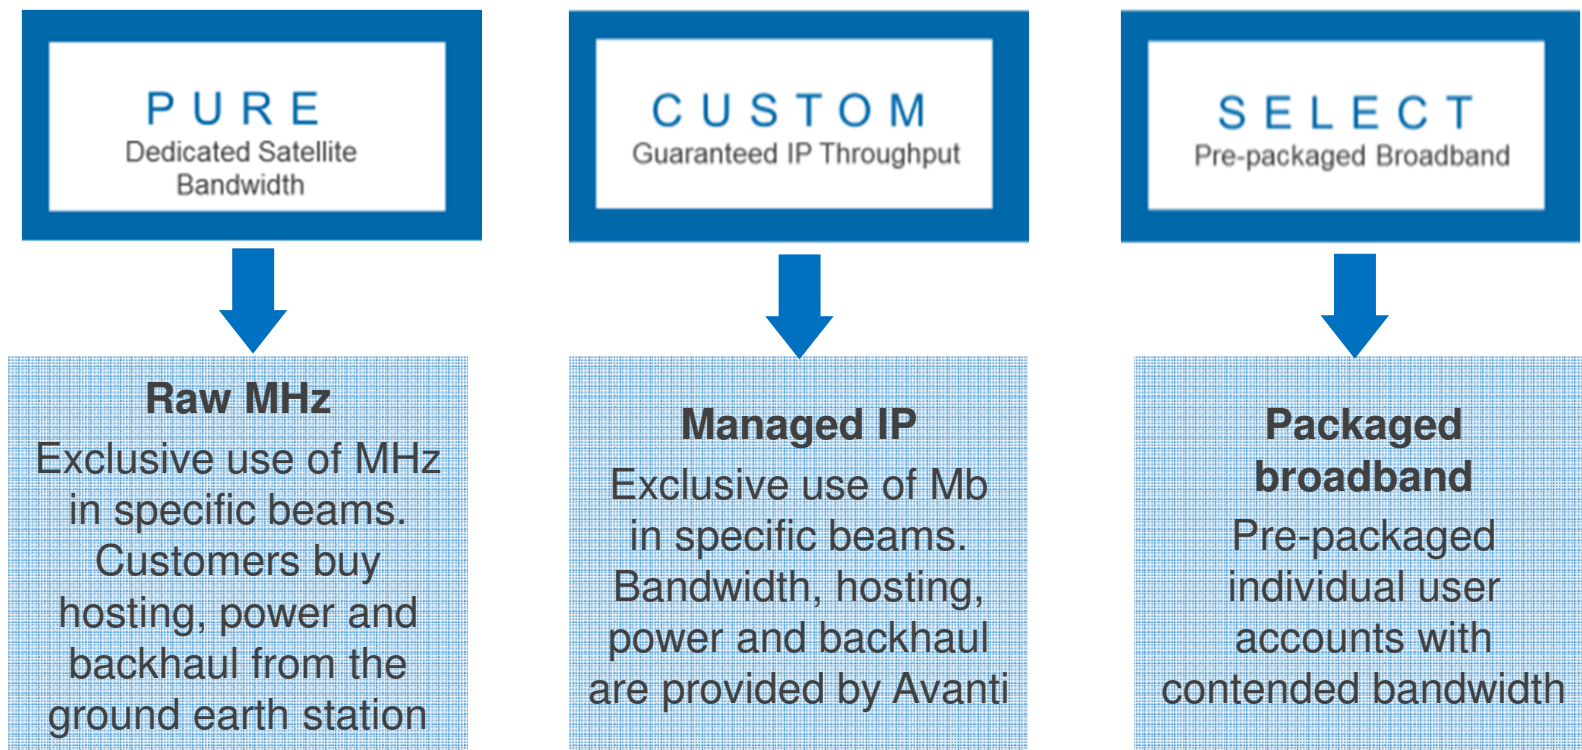 PURE
Dedicated Satellite
Bandwidth
Raw MHz
Exclusive use of MHz
in specific beams.
Customers buy
hosting, power and
backhaul from the
ground earth station
CUSTOM
Guaranteed IP Throughput
Managed IP
Exclusive use of Mb
in specific beams.
Bandwidth, hosting,
power and backhaul
are provided by Avanti
SELECT
Pre-packaged Broadband
Packaged
broadband
Pre-packaged
individual user
accounts with
contended bandwidth